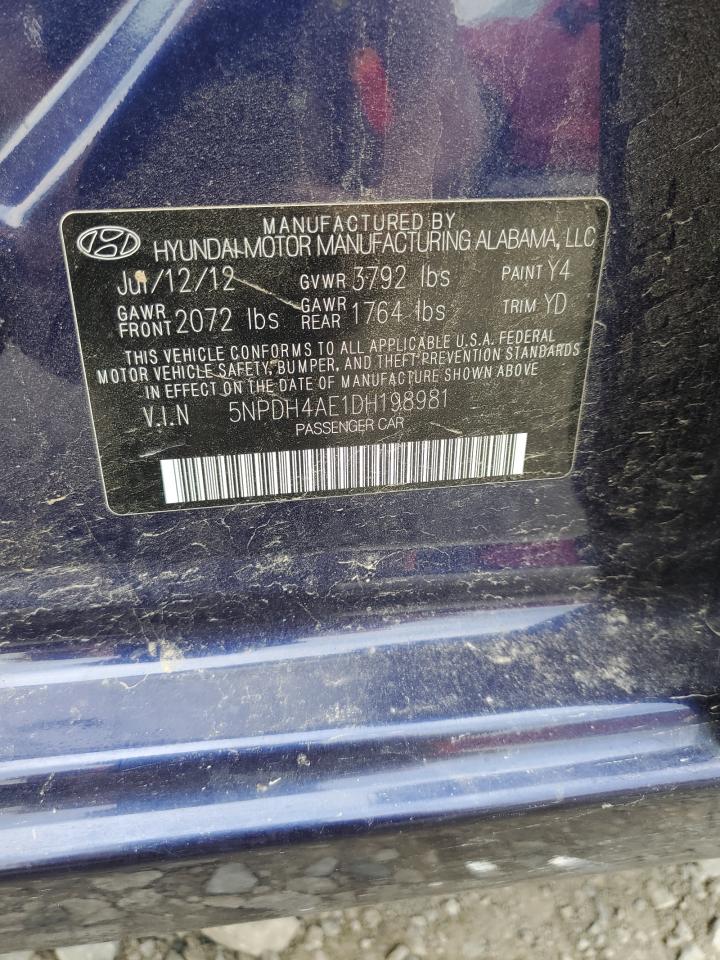 MANUFACTURED BY
HYUNDAI MOTOR MANUFACTURING ALABAMA, LLC
Jul/12/12 GVWR 3792 lbs PAINT Y4
GAWR FRONT 2072 lbs GAWR REAR 1764 lbs TRIM YD
THIS VEHICLE CONFORMS TO ALL APPLICABLE U.S.A. FEDERAL
MOTOR VEHICLE SAFETY, BUMPER, AND THEFT PREVENTION STANDARDS
IN EFFECT ON THE DATE OF MANUFACTURE SHOWN ABOVE
V.I.N 5NPDH4AE1DH198981
PASSENGER CAR